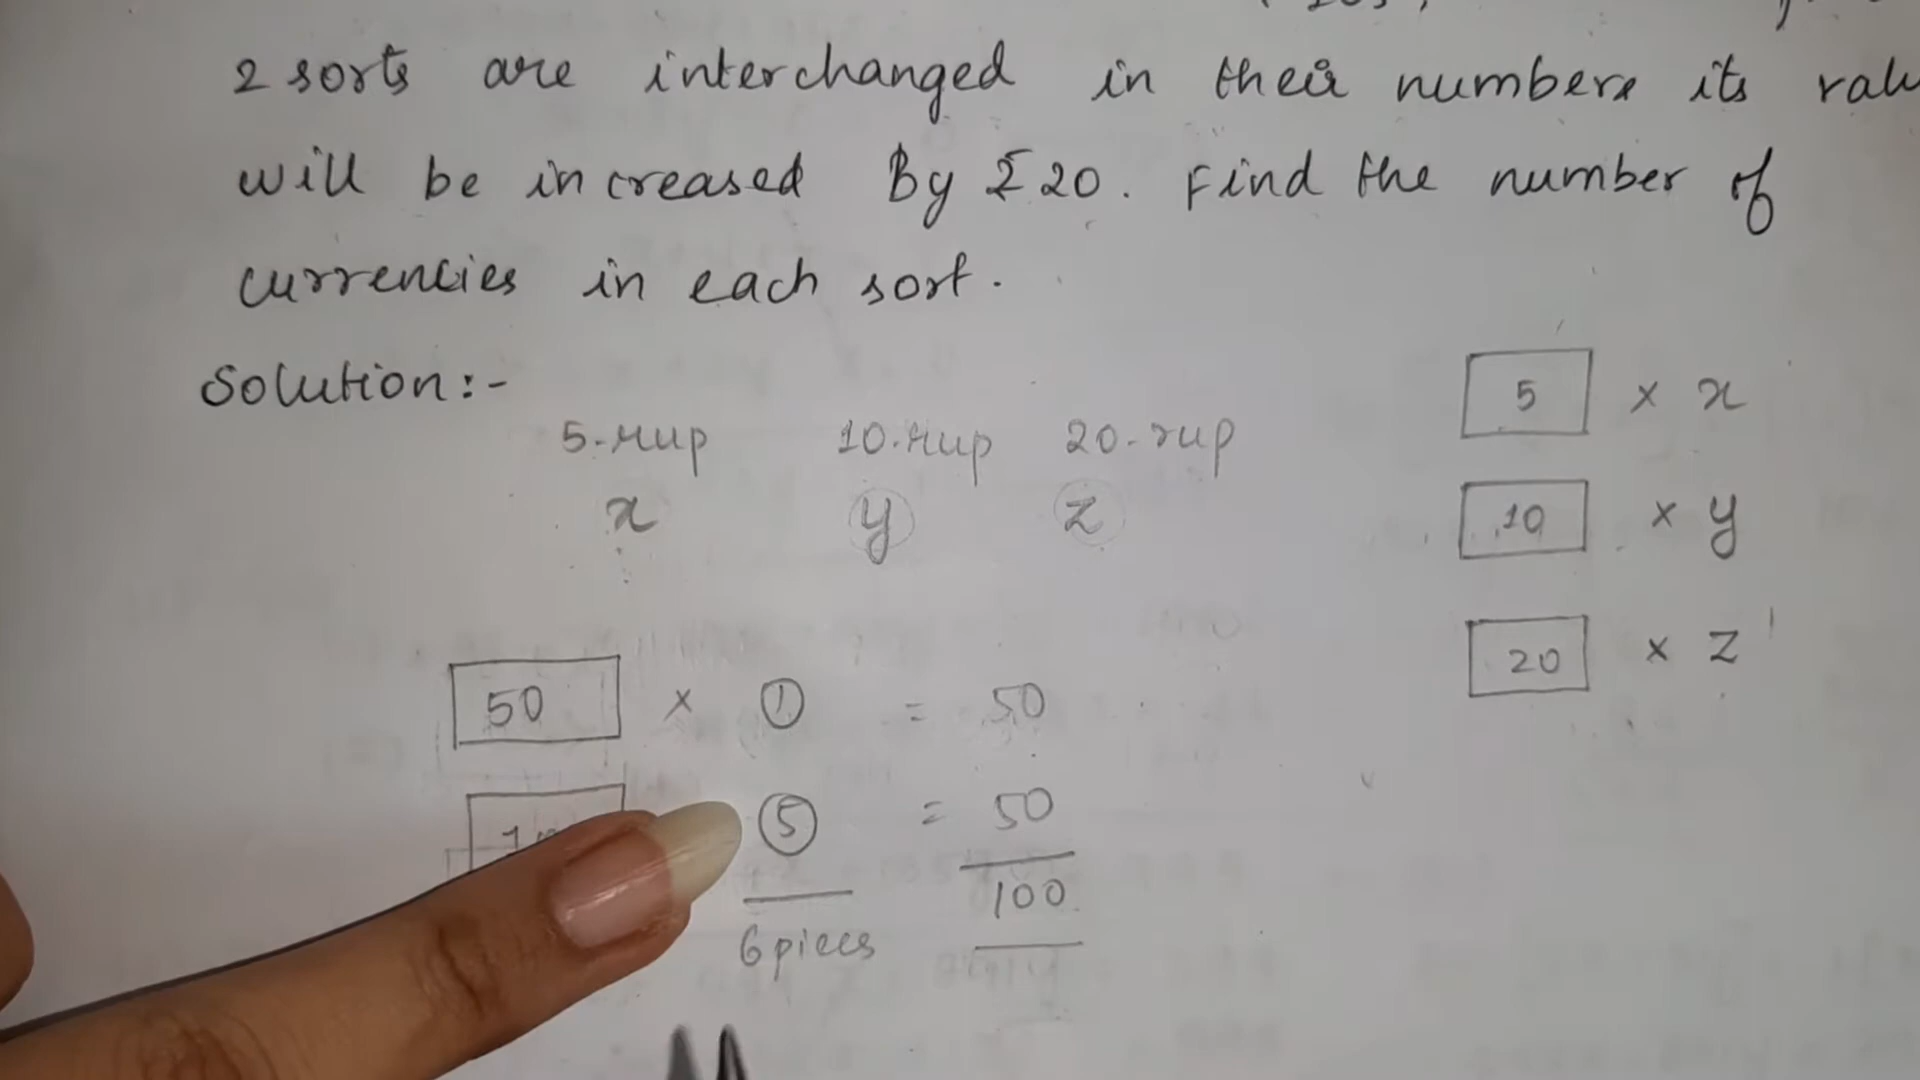 2 sorts are interchanged in their numbers its
will be increased By ₹20. Find the number of
currencies in each sort.
Solution:-
5-rup 10-rup 20-rup
x y z
5 × x
10 × y
20 × z
50 × 1 = 50
5 = 50
100
6 pieces